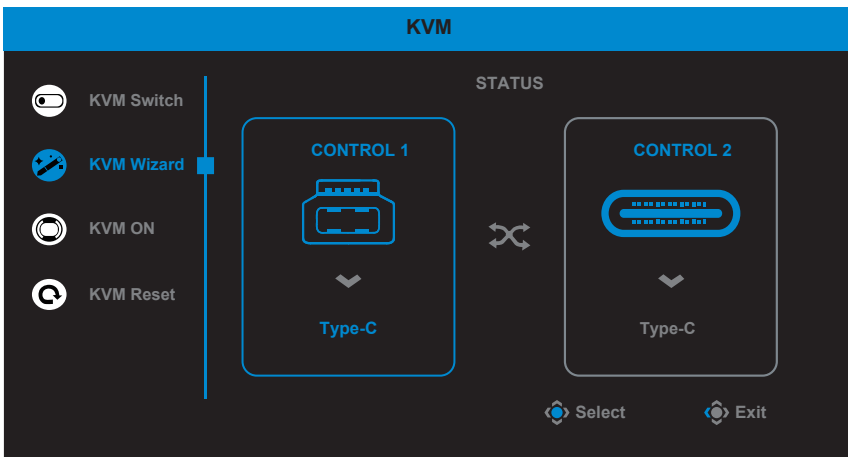 KVM
STATUS
KVM Switch
KVM Wizard
KVM ON
KVM Reset
CONTROL 1
Type-C
CONTROL 2
Type-C
Select
Exit